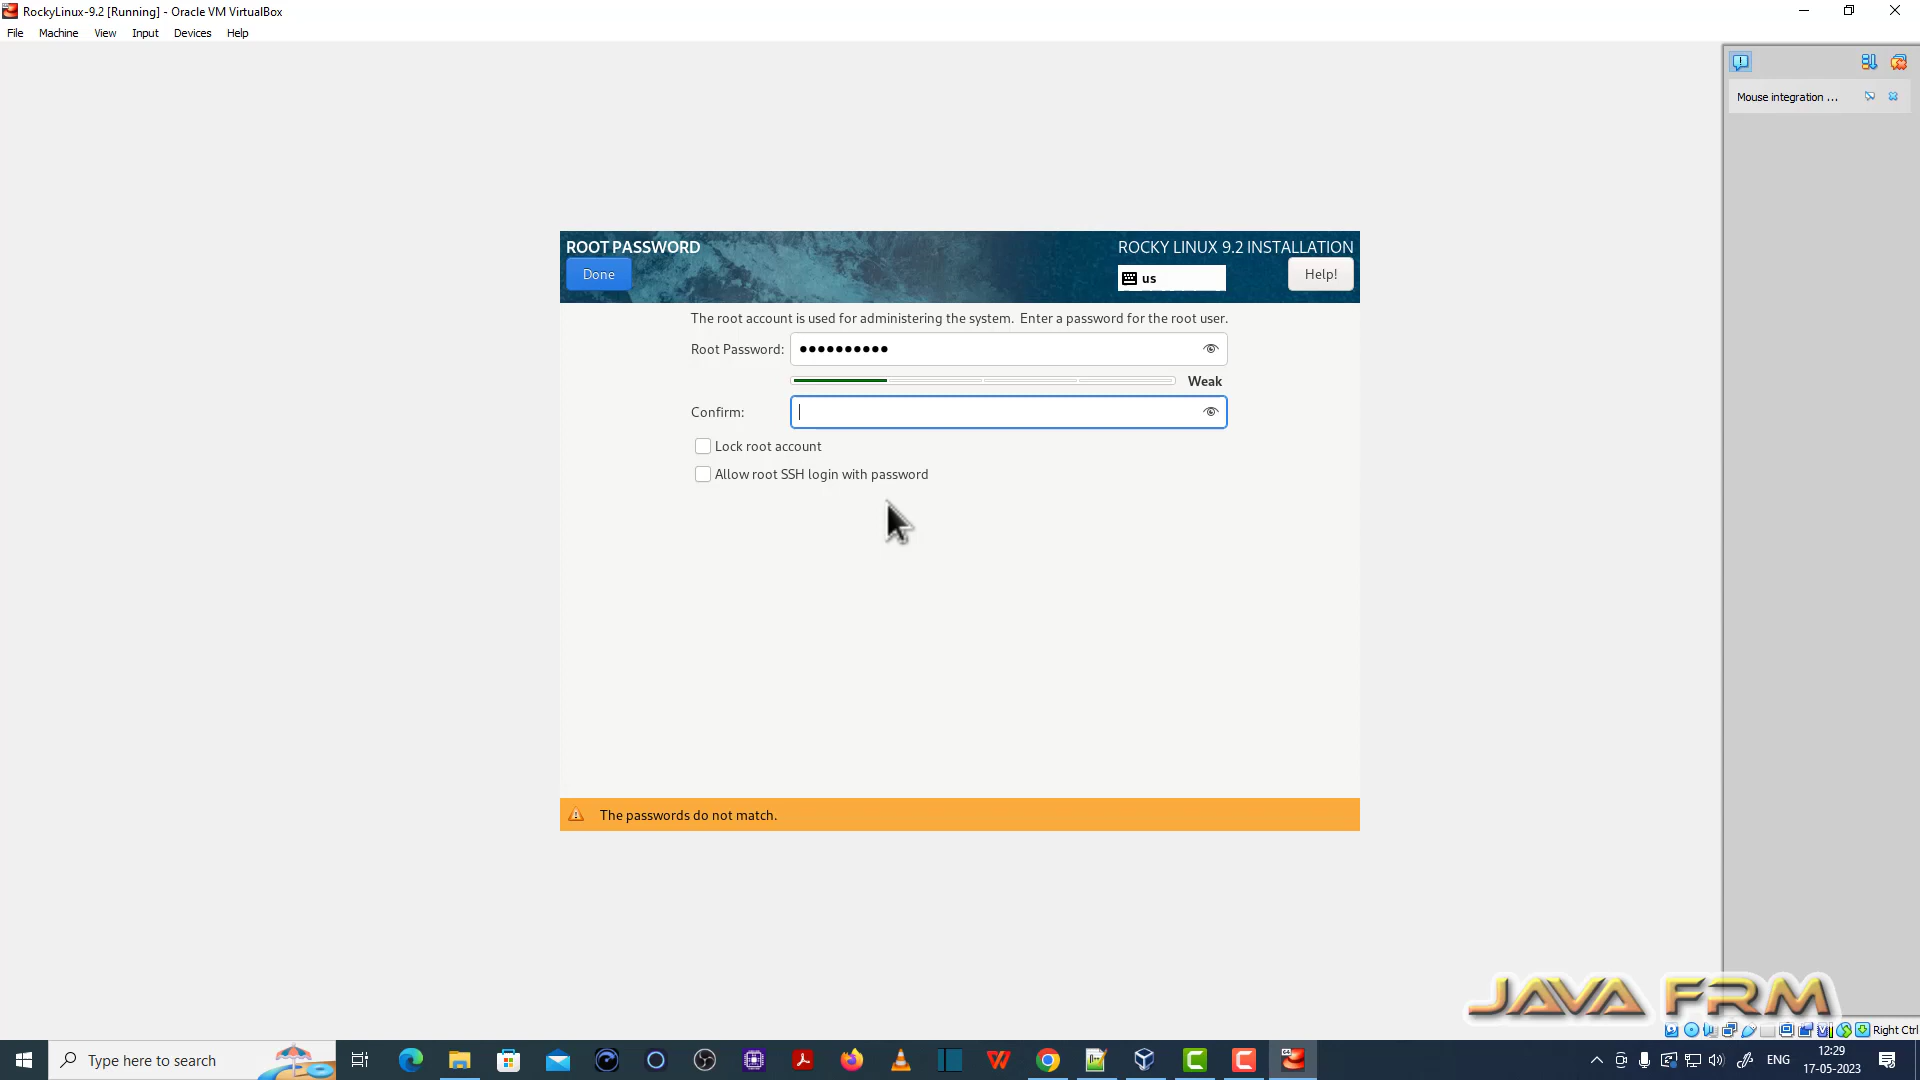 RockyLinux-9.2 [Running] - Oracle VM VirtualBox
File Machine View Input Devices Help
Mouse integration ...
ROOT PASSWORD
ROCKY LINUX 9.2 INSTALLATION
Done
us
Help!
The root account is used for administering the system. Enter a password for the root user.
Root Password: ●●●●●●●●●●
Weak
Confirm:
Lock root account
Allow root SSH login with password
The passwords do not match.
JAVA FRM
Right Ctrl
Type here to search
ENG
12:29
17-05-2023